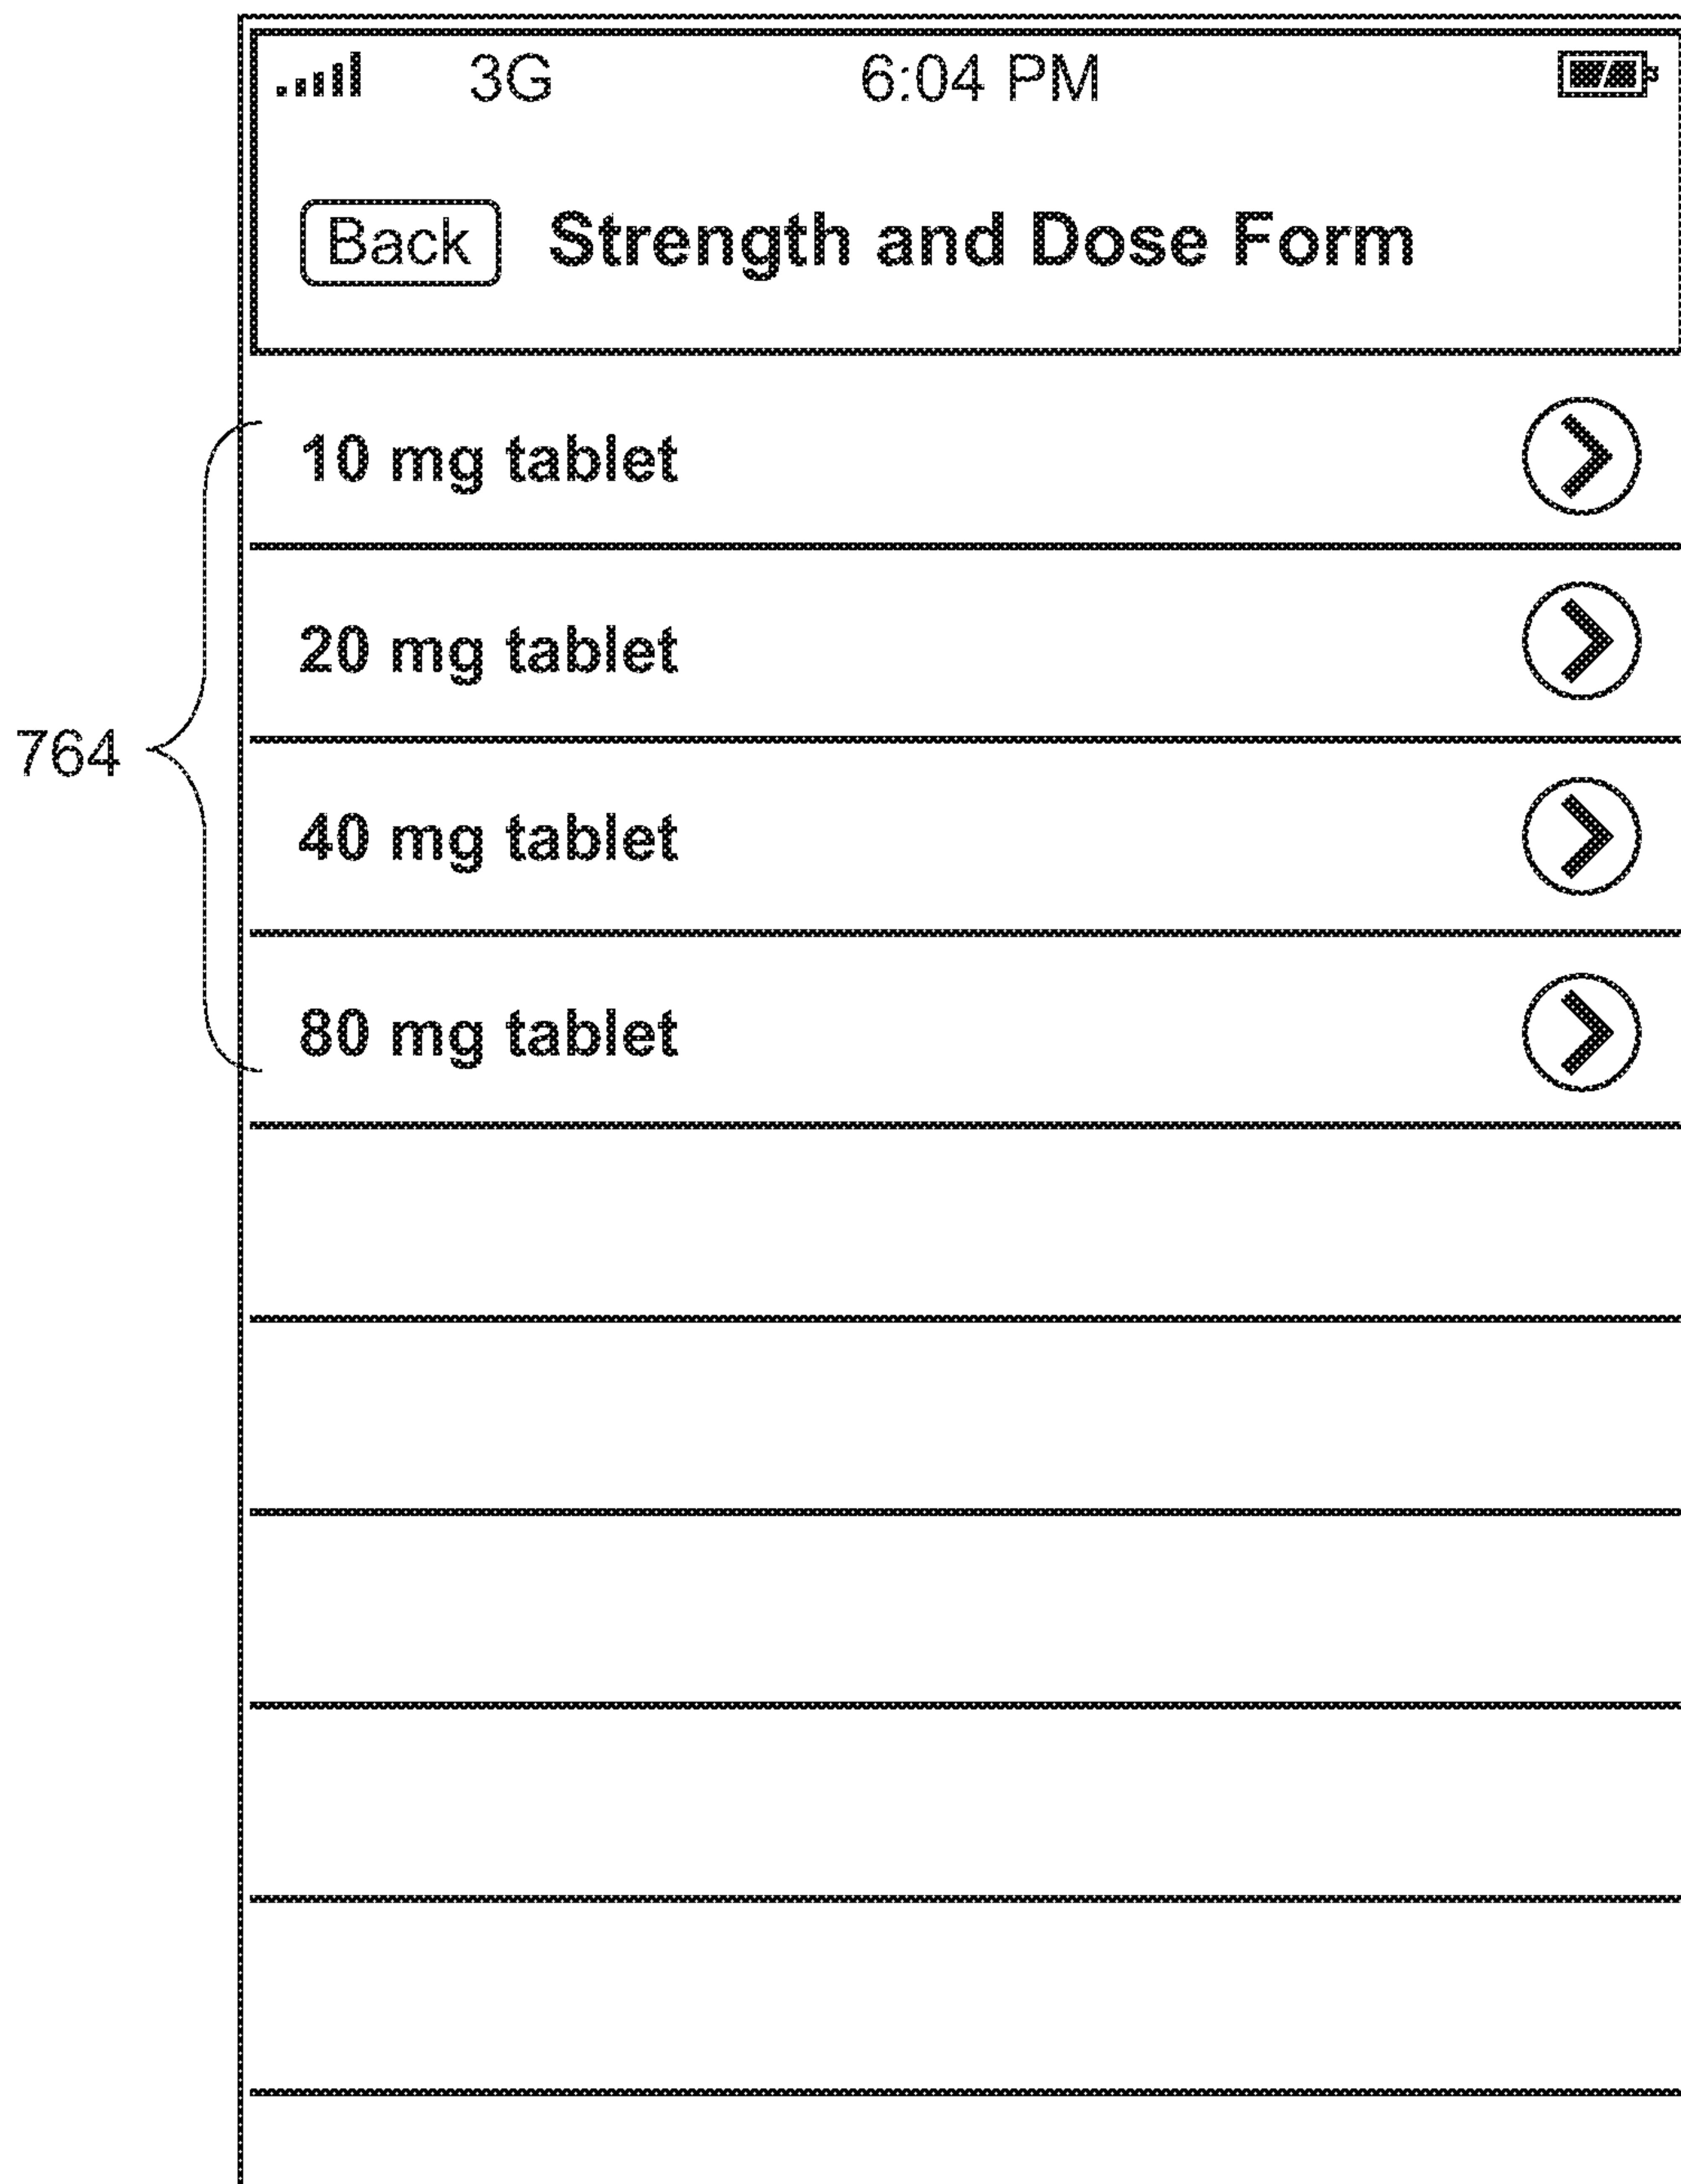 3G 6:04 PM
Back Strength and Dose Form
10 mg tablet
20 mg tablet
764
40 mg tablet
80 mg tablet